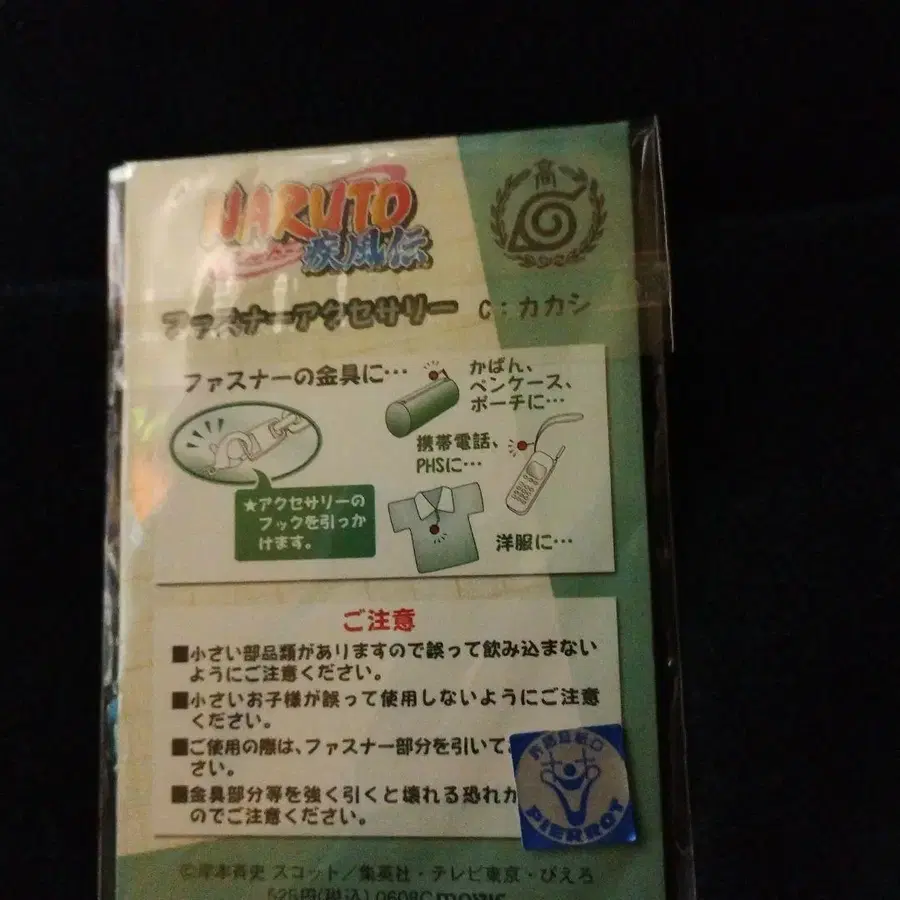 高
NARUTO
疾風伝
ファスナーアクセサリー C：カカシ
ファスナーの金具に…
かばん、
ペンケース、
ポーチに…
携帯電話、
PHSに…
★アクセサリーの
フックを引っか
けます。
洋服に…
ご注意
■小さい部品類がありますので誤って飲み込まない
ようにご注意ください。
■小さいお子様が誤って使用しないようにご注意
ください。
■ご使用の際は、ファスナー部分を引いて
さい。
■金具部分等を強く引くと壊れる恐れが
のでご注意ください。
PIERROT
©岸本斉史 スコット／集英社・テレビ東京・ぴえろ
525円(税込) 0608C movic